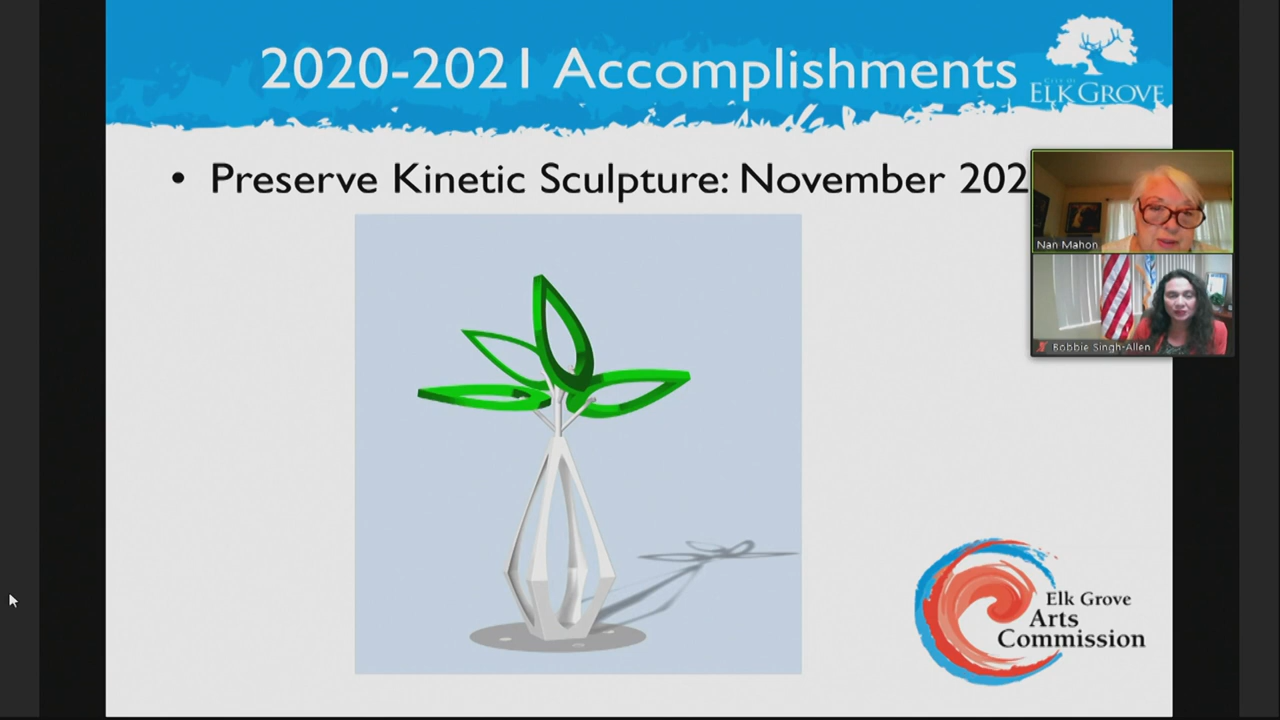 2020-2021 Accomplishments
CITY OF
ELK GROVE
• Preserve Kinetic Sculpture: November 202
Nan Mahon
Bobbie Singh-Allen
Elk Grove
Arts
Commission